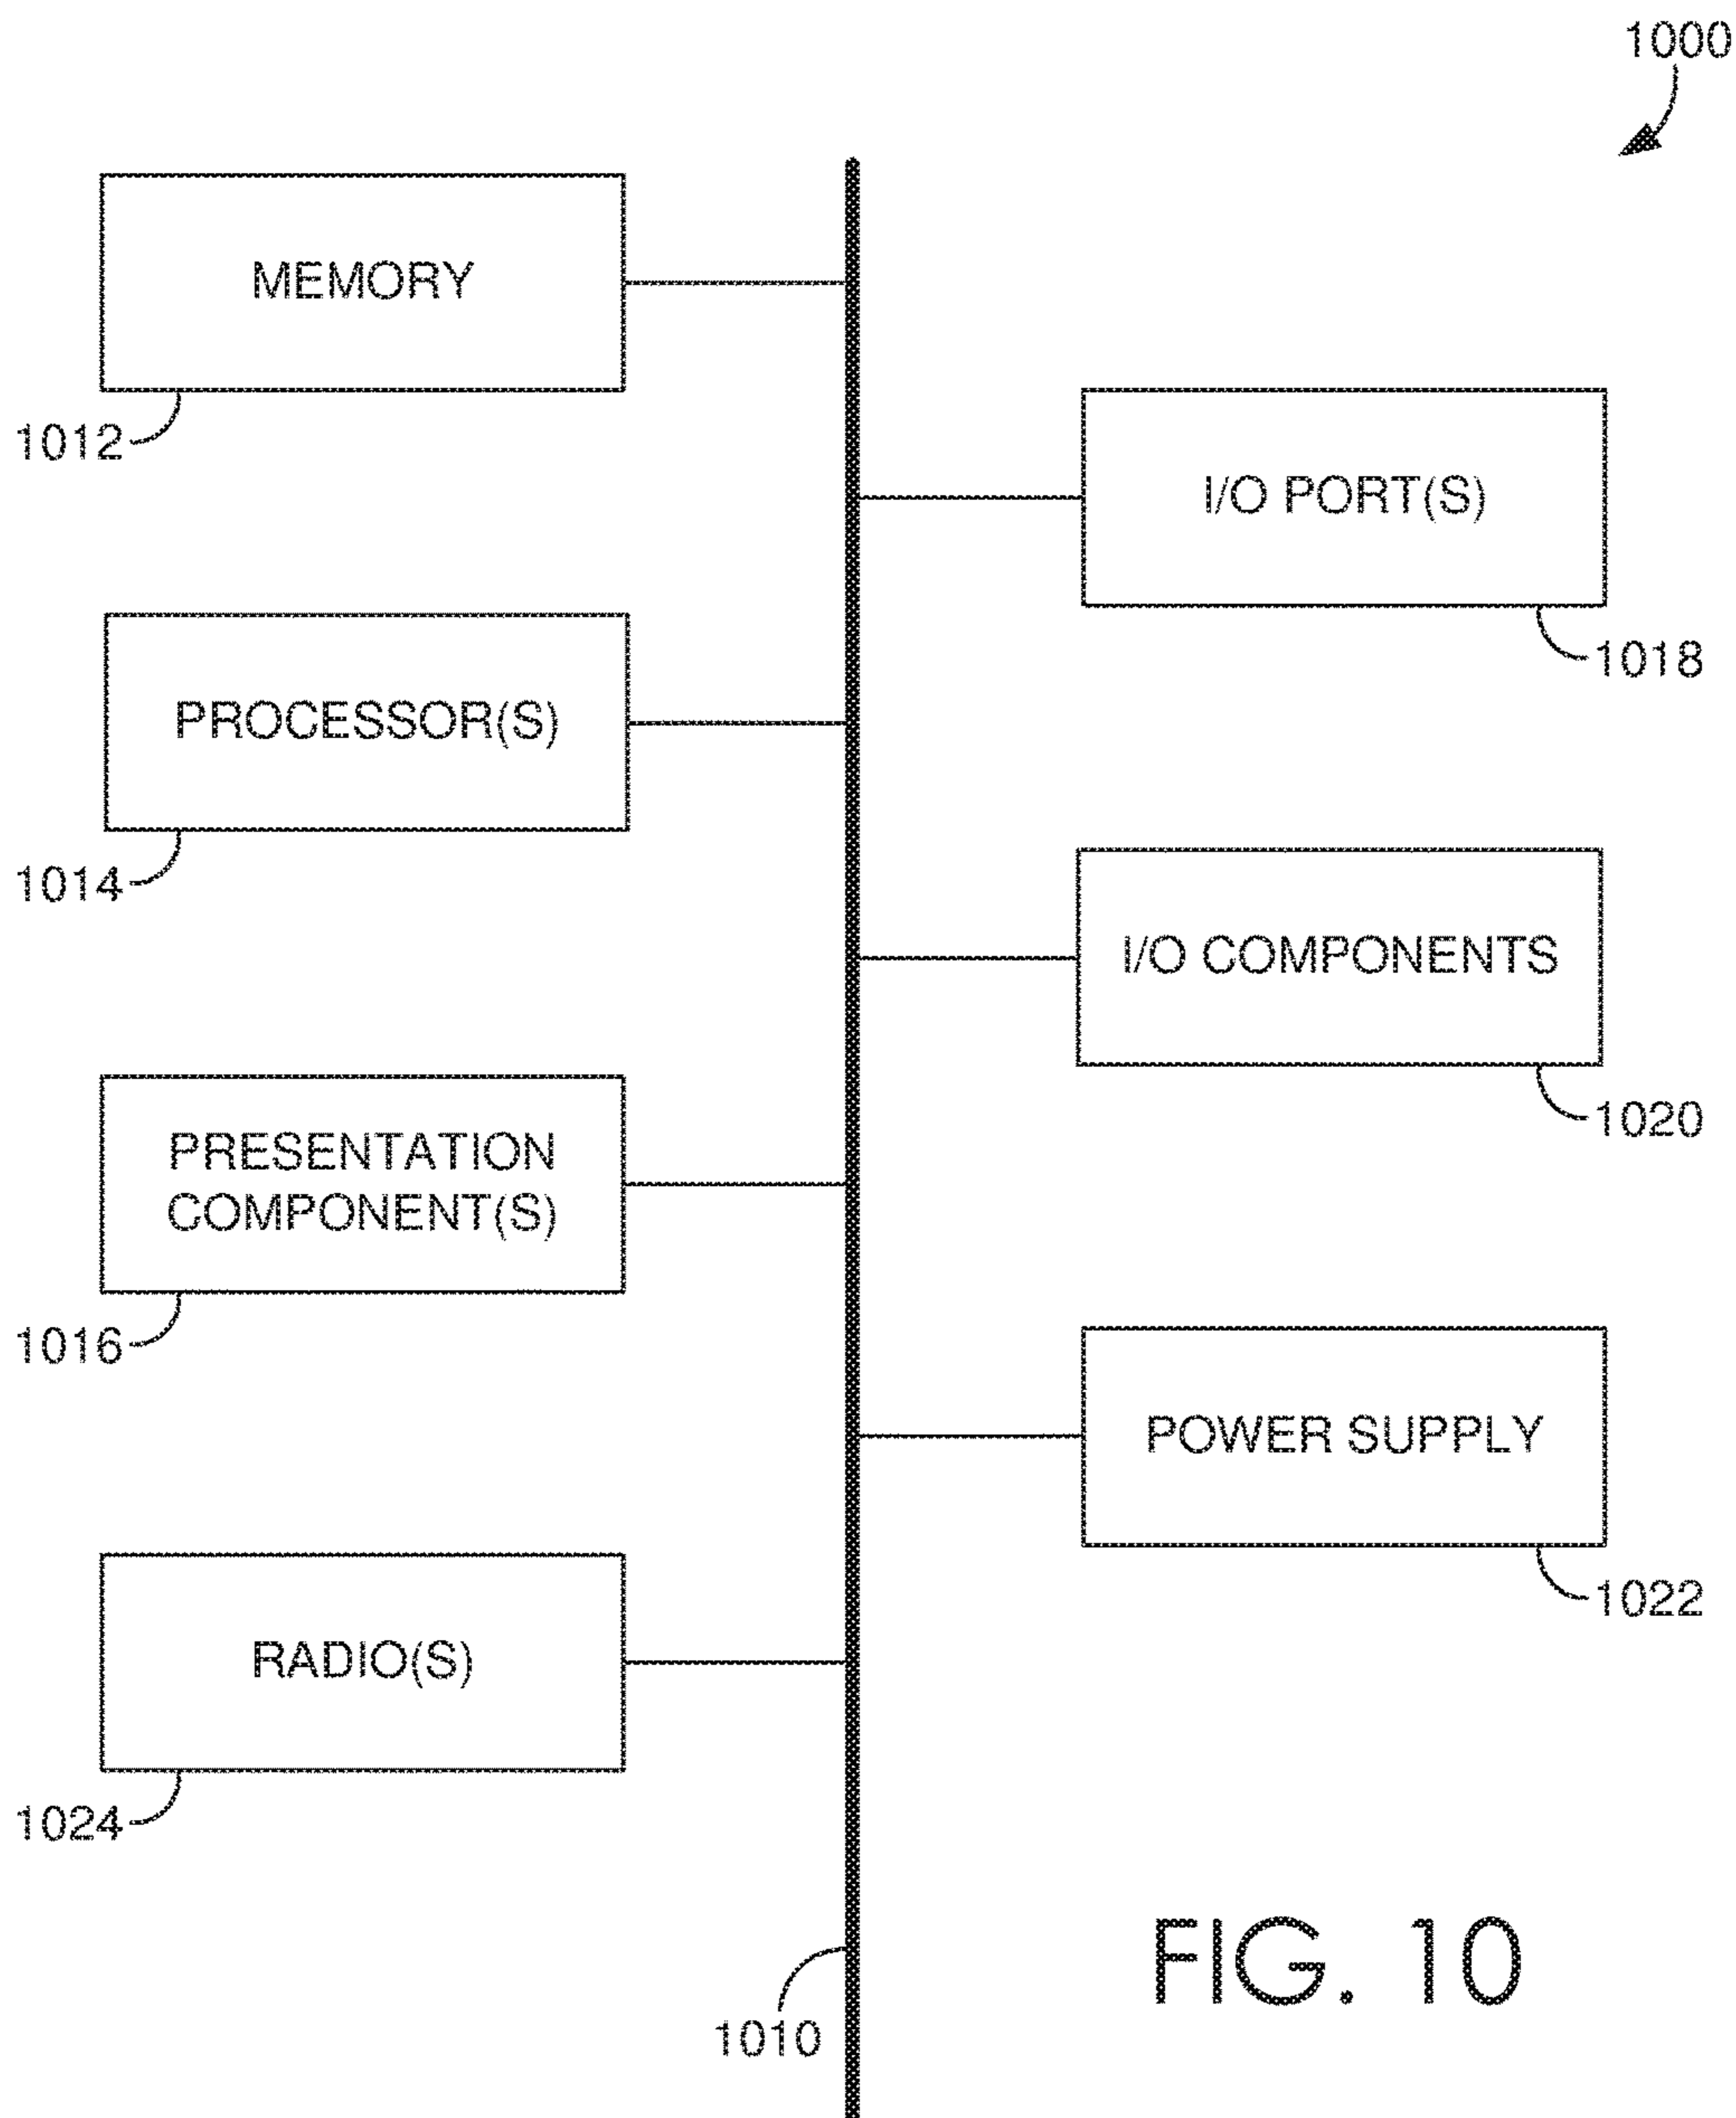 1000
MEMORY
1012
I/O PORT(S)
1018
PROCESSOR(S)
1014
I/O COMPONENTS
1020
PRESENTATION
COMPONENT(S)
1016
POWER SUPPLY
1022
RADIO(S)
1024
1010
FIG. 10